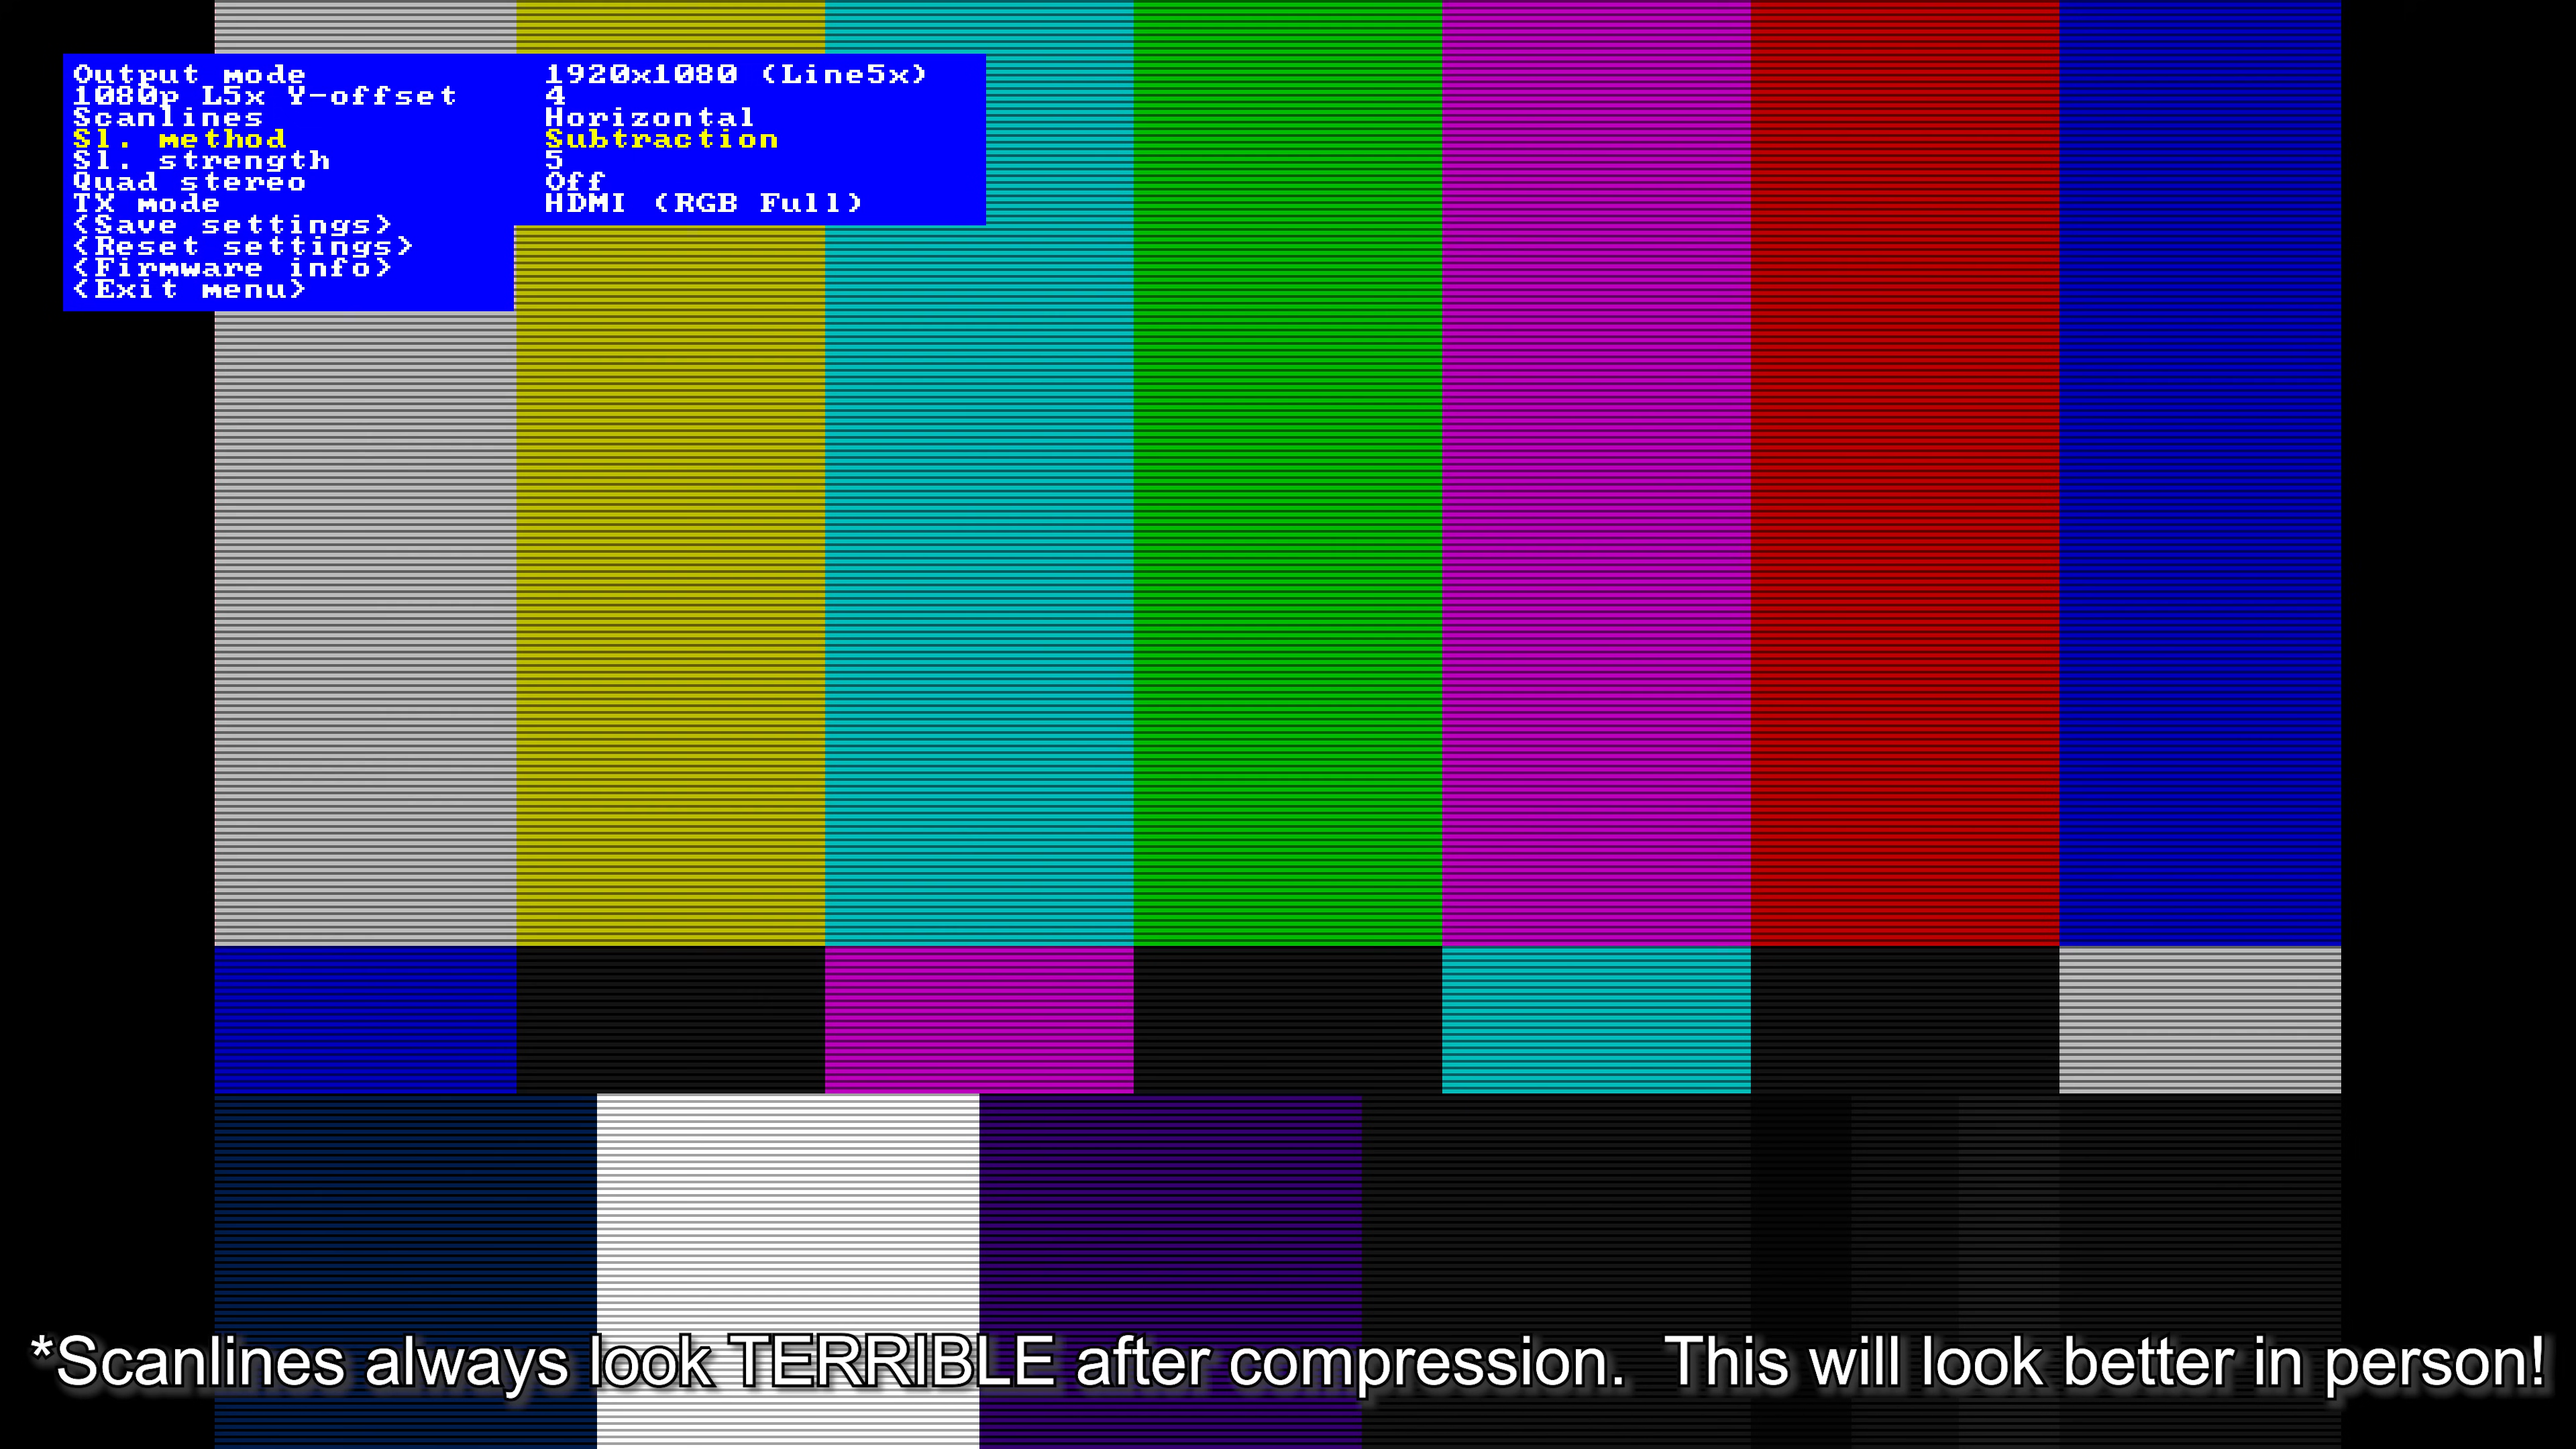 Output mode 1920x1080 (Line5x)
1080p L5x Y-offset 4
Scanlines Horizontal
Sl. method Subtraction
Sl. strength 5
Quad stereo Off
TX mode HDMI (RGB Full)
<Save settings>
<Reset settings>
<Firmware info>
<Exit menu>
*Scanlines always look TERRIBLE after compression. This will look better in person!